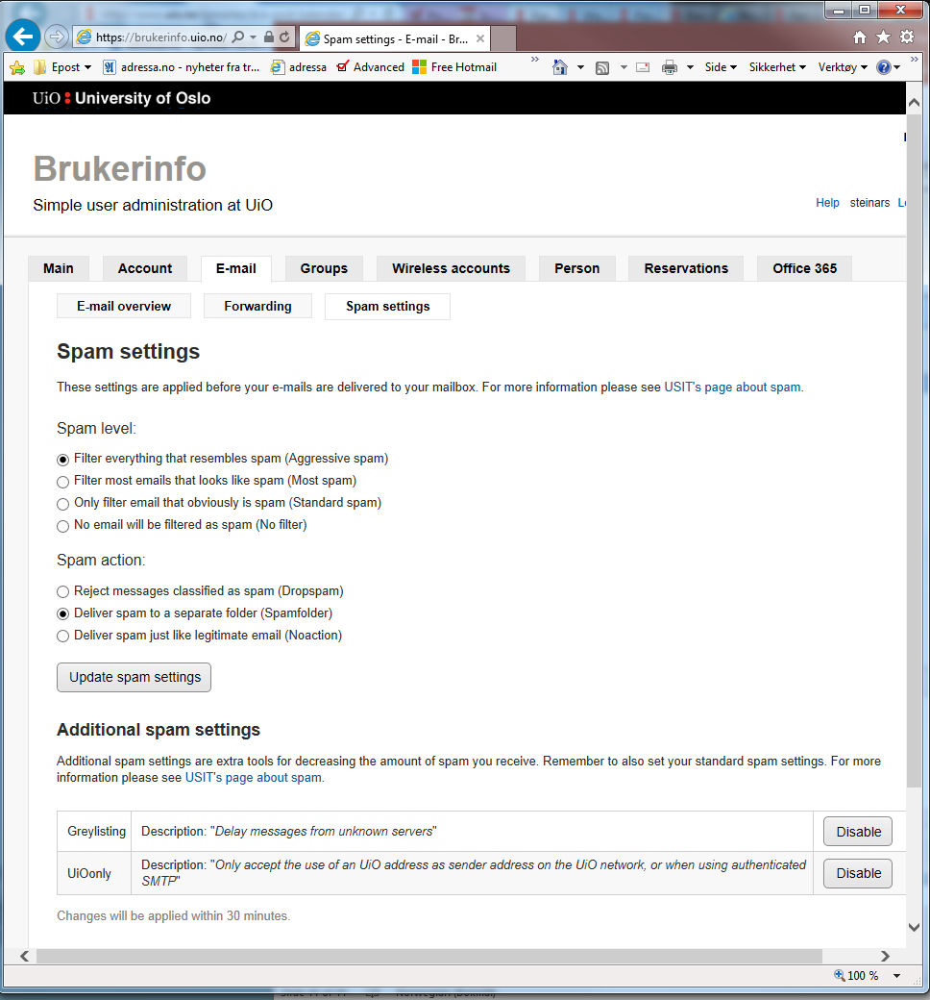 https://brukerinfo.uio.no/
Spam settings - E-mail - Br...
Epost
adressa.no - nyheter fra tr...
adressa
Advanced
Free Hotmail
Side
Sikkerhet
Verktøy
UiO : University of Oslo
Brukerinfo
Simple user administration at UiO
Help steinars
Main
Account
E-mail
Groups
Wireless accounts
Person
Reservations
Office 365
E-mail overview
Forwarding
Spam settings
Spam settings
These settings are applied before your e-mails are delivered to your mailbox. For more information please see USIT's page about spam.
Spam level:
Filter everything that resembles spam (Aggressive spam)
Filter most emails that looks like spam (Most spam)
Only filter email that obviously is spam (Standard spam)
No email will be filtered as spam (No filter)
Spam action:
Reject messages classified as spam (Dropspam)
Deliver spam to a separate folder (Spamfolder)
Deliver spam just like legitimate email (Noaction)
Update spam settings
Additional spam settings
Additional spam settings are extra tools for decreasing the amount of spam you receive. Remember to also set your standard spam settings. For more
information please see USIT's page about spam.
Greylisting
Description: "Delay messages from unknown servers"
Disable
UiOonly
Description: "Only accept the use of an UiO address as sender address on the UiO network, or when using authenticated
SMTP"
Disable
Changes will be applied within 30 minutes.
100 %